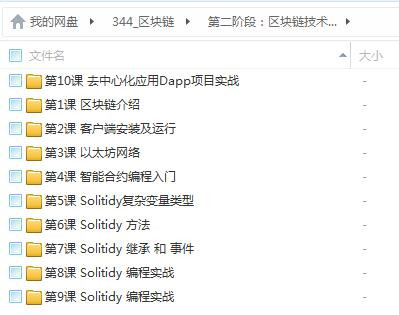 我的网盘 344_区块链 第二阶段：区块链技术...
文件名 大小
第10课 去中心化应用Dapp项目实战 -
第1课 区块链介绍 -
第2课 客户端安装及运行 -
第3课 以太坊网络 -
第4课 智能合约编程入门 -
第5课 Solitidy复杂变量类型 -
第6课 Solitidy 方法 -
第7课 Solitidy 继承 和 事件 -
第8课 Solitidy 编程实战 -
第9课 Solitidy 编程实战 -